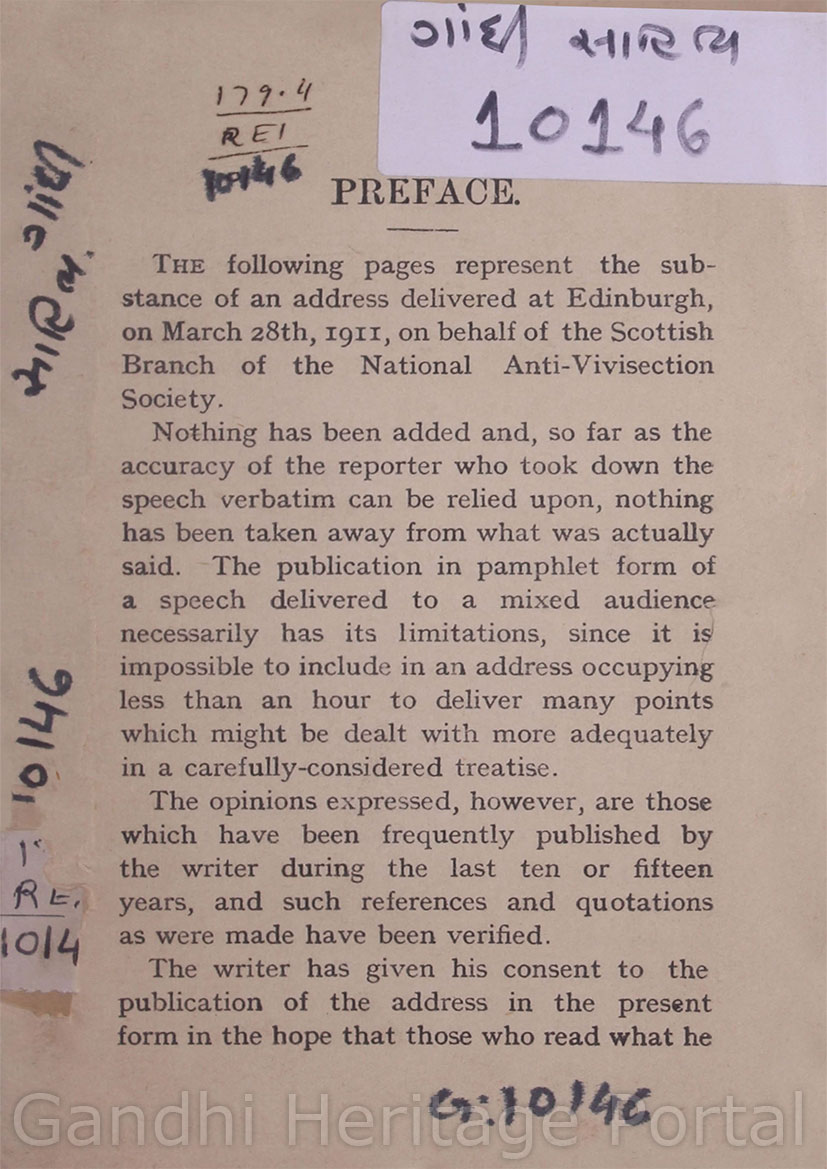 ગાંધી સાહિત્ય
10146
179.4
REI
10146
ગાંધી
સાહિત્ય.
PREFACE.
THE following pages represent the sub-
stance of an address delivered at Edinburgh,
on March 28th, 1911, on behalf of the Scottish
Branch of the National Anti-Vivisection
Society.
Nothing has been added and, so far as the
accuracy of the reporter who took down the
speech verbatim can be relied upon, nothing
has been taken away from what was actually
said. The publication in pamphlet form of
a speech delivered to a mixed audience
necessarily has its limitations, since it is
impossible to include in an address occupying
less than an hour to deliver many points
which might be dealt with more adequately
in a carefully-considered treatise.
The opinions expressed, however, are those
which have been frequently published by
the writer during the last ten or fifteen
years, and such references and quotations
as were made have been verified.
The writer has given his consent to the
publication of the address in the present
form in the hope that those who read what he
10146
1
RE
1014
G:10146
Gandhi Heritage Portal